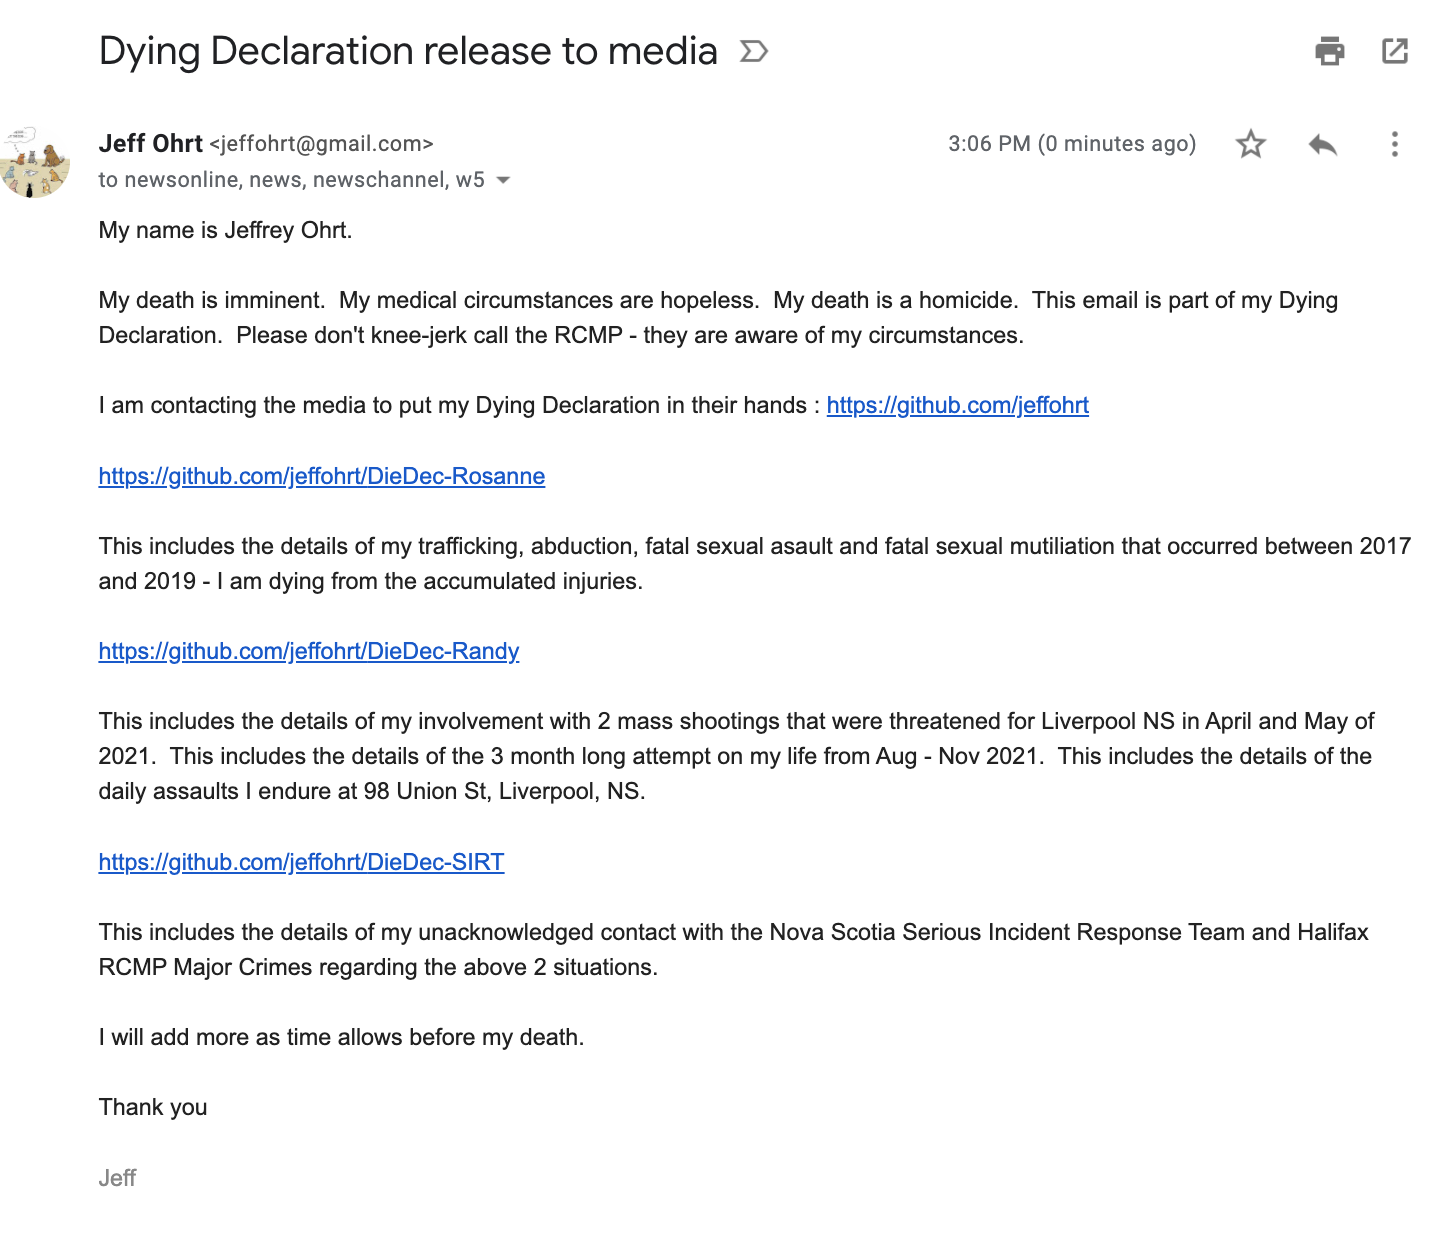 Dying Declaration release to media
Jeff Ohrt <jeffohrt@gmail.com>
3:06 PM (0 minutes ago)
to newsonline, news, newschannel, w5
My name is Jeffrey Ohrt.
My death is imminent.  My medical circumstances are hopeless.  My death is a homicide.  This email is part of my Dying
Declaration.  Please don't knee-jerk call the RCMP - they are aware of my circumstances.
I am contacting the media to put my Dying Declaration in their hands : https://github.com/jeffohrt
https://github.com/jeffohrt/DieDec-Rosanne
This includes the details of my trafficking, abduction, fatal sexual asault and fatal sexual mutiliation that occurred between 2017
and 2019 - I am dying from the accumulated injuries.
https://github.com/jeffohrt/DieDec-Randy
This includes the details of my involvement with 2 mass shootings that were threatened for Liverpool NS in April and May of
2021.  This includes the details of the 3 month long attempt on my life from Aug - Nov 2021.  This includes the details of the
daily assaults I endure at 98 Union St, Liverpool, NS.
https://github.com/jeffohrt/DieDec-SIRT
This includes the details of my unacknowledged contact with the Nova Scotia Serious Incident Response Team and Halifax
RCMP Major Crimes regarding the above 2 situations.
I will add more as time allows before my death.
Thank you
Jeff